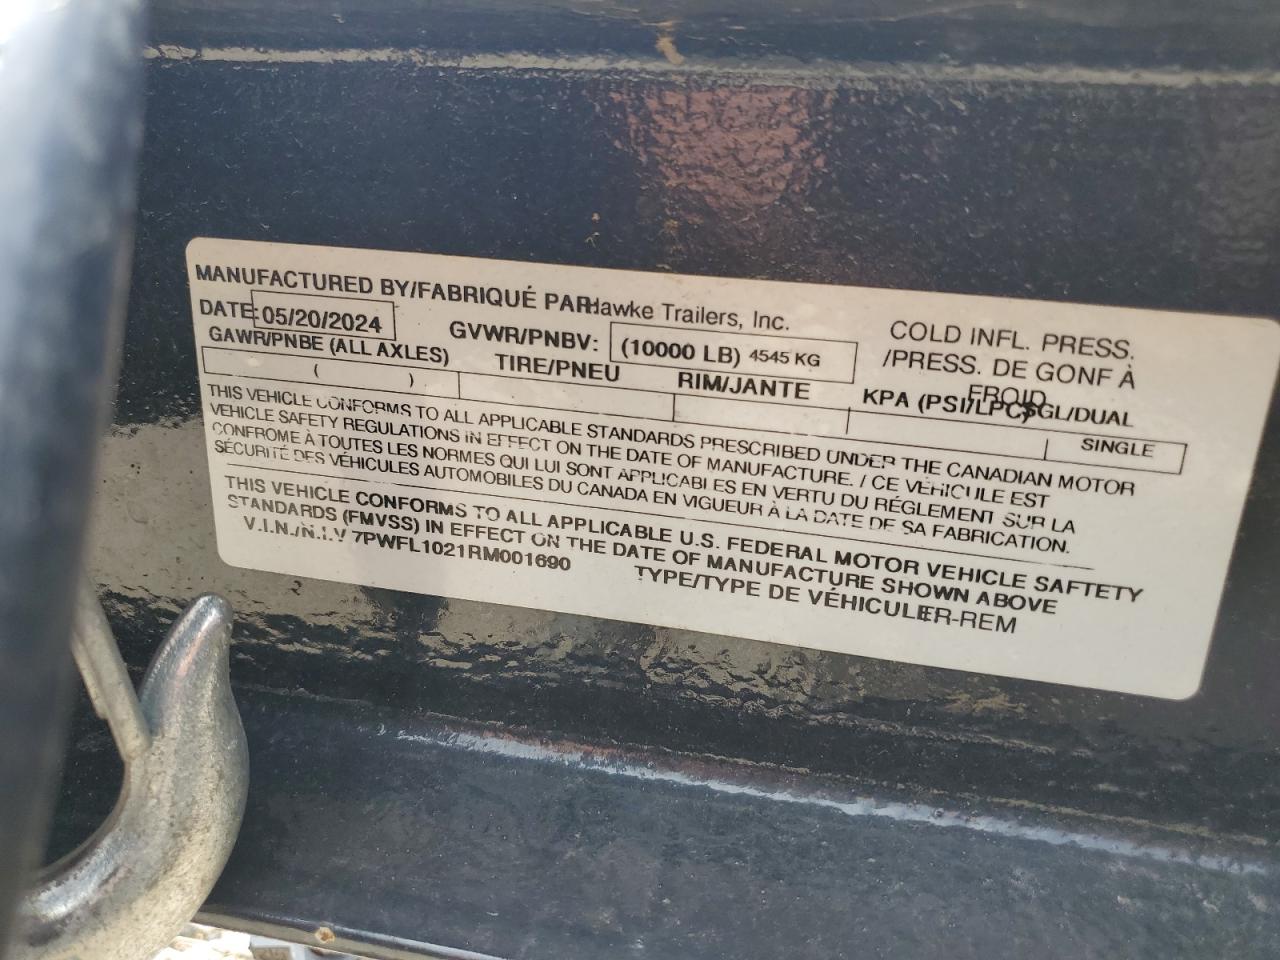 MANUFACTURED BY/FABRIQUÉ PAR: Hawke Trailers, Inc.
DATE: 05/20/2024 GVWR/PNBV: (10000 LB) 4545 KG
COLD INFL. PRESS.
/PRESS. DE GONF À
FROID
GAWR/PNBE (ALL AXLES) TIRE/PNEU RIM/JANTE KPA (PSI/LPC) SGL/DUAL
( ) SINGLE
THIS VEHICLE CONFORMS TO ALL APPLICABLE STANDARDS PRESCRIBED UNDER THE CANADIAN MOTOR
VEHICLE SAFETY REGULATIONS IN EFFECT ON THE DATE OF MANUFACTURE. / CE VEHICULE EST
CONFROME À TOUTES LES NORMES QUI LUI SONT APPLICABLES EN VERTU DU RÉGLEMENT SUR LA
SÉCURITÉ DES VÉHICULES AUTOMOBILES DU CANADA EN VIGUEUR À LA DATE DE SA FABRICATION.
THIS VEHICLE CONFORMS TO ALL APPLICABLE U.S. FEDERAL MOTOR VEHICLE SAFTETY
STANDARDS (FMVSS) IN EFFECT ON THE DATE OF MANUFACTURE SHOWN ABOVE
V.I.N./N.I.V 7PWFL1021RM001690 TYPE/TYPE DE VÉHICULE: TR-REM